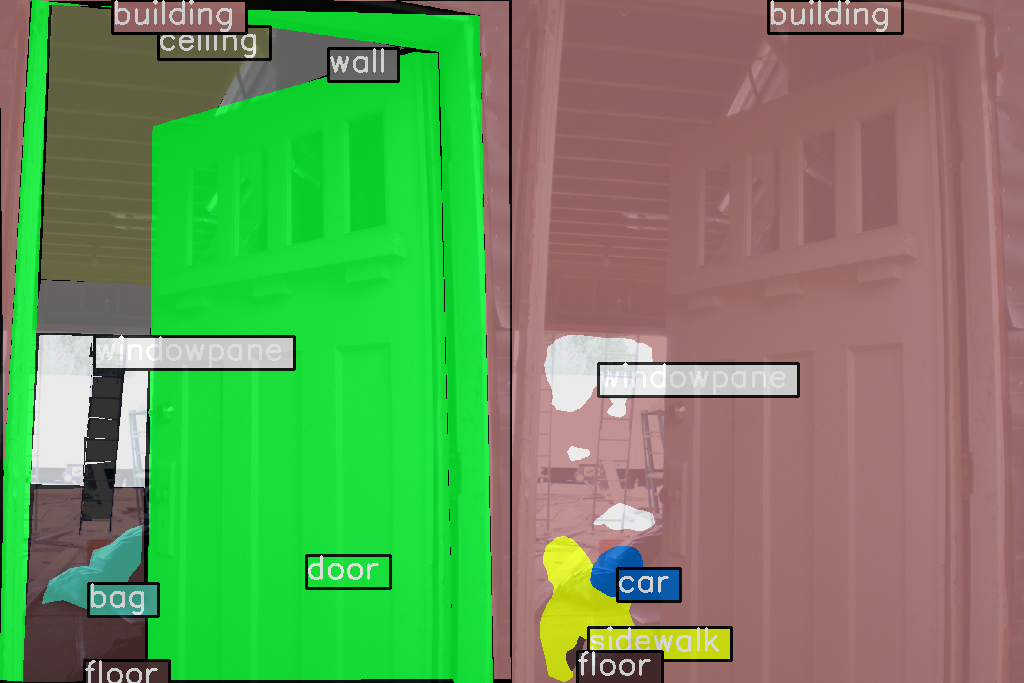 building
ceiling
wall
windowpane
door
bag
floor
building
windowpane
car
sidewalk
floor